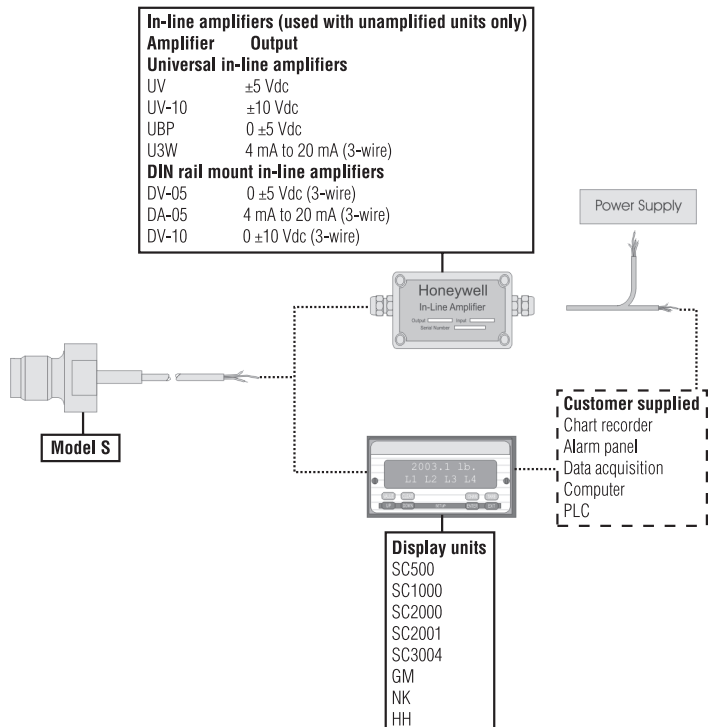 In-line amplifiers (used with unamplified units only)
Amplifier Output
Universal in-line amplifiers
UV ±5 Vdc
UV-10 ±10 Vdc
UBP 0 ±5 Vdc
U3W 4 mA to 20 mA (3-wire)
DIN rail mount in-line amplifiers
DV-05 0 ±5 Vdc (3-wire)
DA-05 4 mA to 20 mA (3-wire)
DV-10 0 ±10 Vdc (3-wire)
Power Supply
Honeywell
In-Line Amplifier
Output Input
Serial Number
Model S
2003.1 lb.
L1 L2 L3 L4
SETUP
Customer supplied
Chart recorder
Alarm panel
Data acquisition
Computer
PLC
Display units
SC500
SC1000
SC2000
SC2001
SC3004
GM
NK
HH